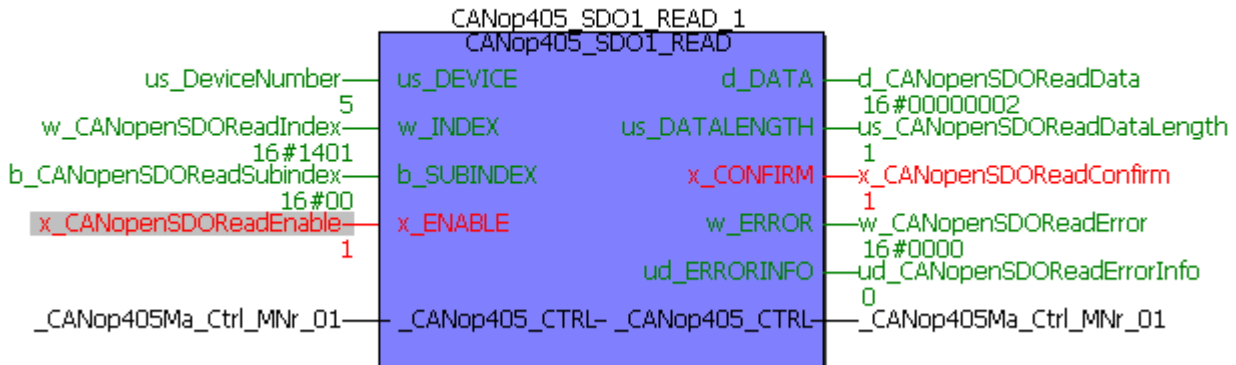 CANop405_SDO1_READ_1
CANop405_SDO1_READ
us_DeviceNumber us_DEVICE d_DATA d_CANopenSDOReadData
5 16#00000002
w_CANopenSDOReadIndex w_INDEX us_DATALENGTH us_CANopenSDOReadDataLength
16#1401 1
b_CANopenSDOReadSubindex b_SUBINDEX x_CONFIRM x_CANopenSDOReadConfirm
16#00 1
x_CANopenSDOReadEnable x_ENABLE w_ERROR w_CANopenSDOReadError
1 16#0000
ud_ERRORINFO ud_CANopenSDOReadErrorInfo
0
_CANop405Ma_Ctrl_MNr_01 _CANop405_CTRL _CANop405_CTRL _CANop405Ma_Ctrl_MNr_01